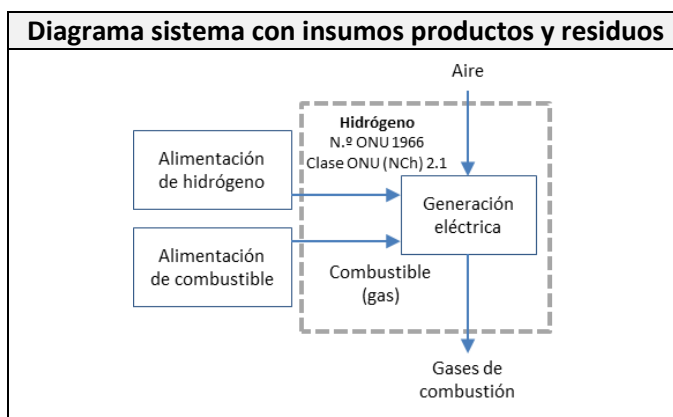 Diagrama sistema con insumos productos y residuos
Aire
Hidrógeno
N.º ONU 1966
Clase ONU (NCh) 2.1
Alimentación
de hidrógeno
Generación
eléctrica
Alimentación
de combustible
Combustible
(gas)
Gases de
combustión